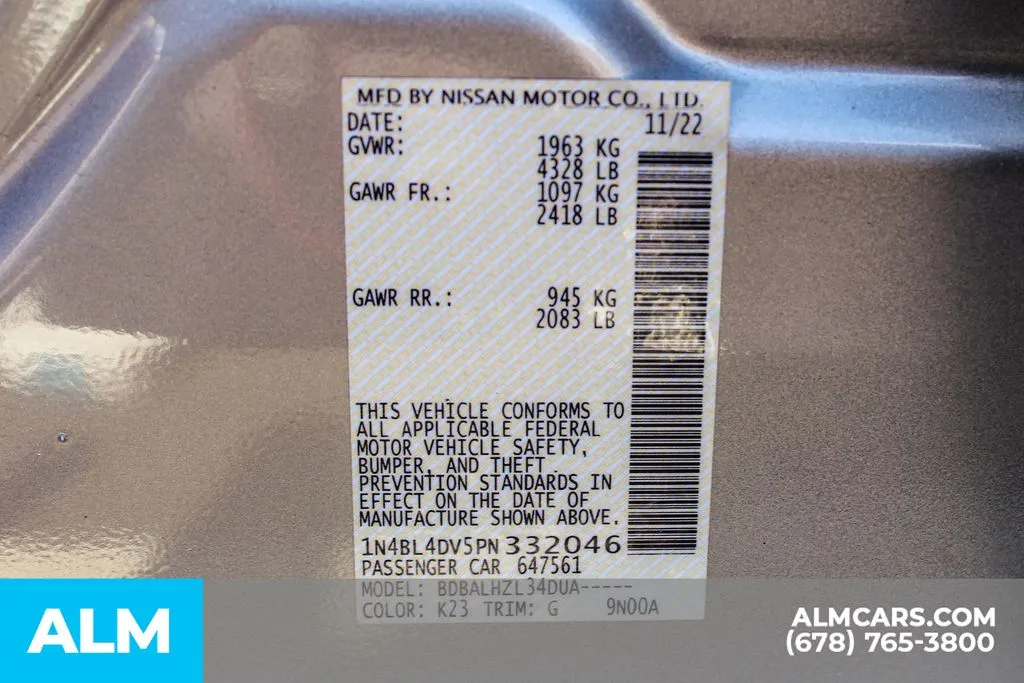 MFD BY NISSAN MOTOR CO., LTD.
DATE: 11/22
GVWR: 1963 KG
4328 LB
GAWR FR.: 1097 KG
2418 LB
GAWR RR.: 945 KG
2083 LB
THIS VEHICLE CONFORMS TO
ALL APPLICABLE FEDERAL
MOTOR VEHICLE SAFETY,
BUMPER, AND THEFT
PREVENTION STANDARDS IN
EFFECT ON THE DATE OF
MANUFACTURE SHOWN ABOVE.
1N4BL4DV5PN332046
PASSENGER CAR 647561
MODEL: BDBALHZL34DUA-----
COLOR: K23 TRIM: G 9N00A
ALM
ALMCARS.COM
(678) 765-3800